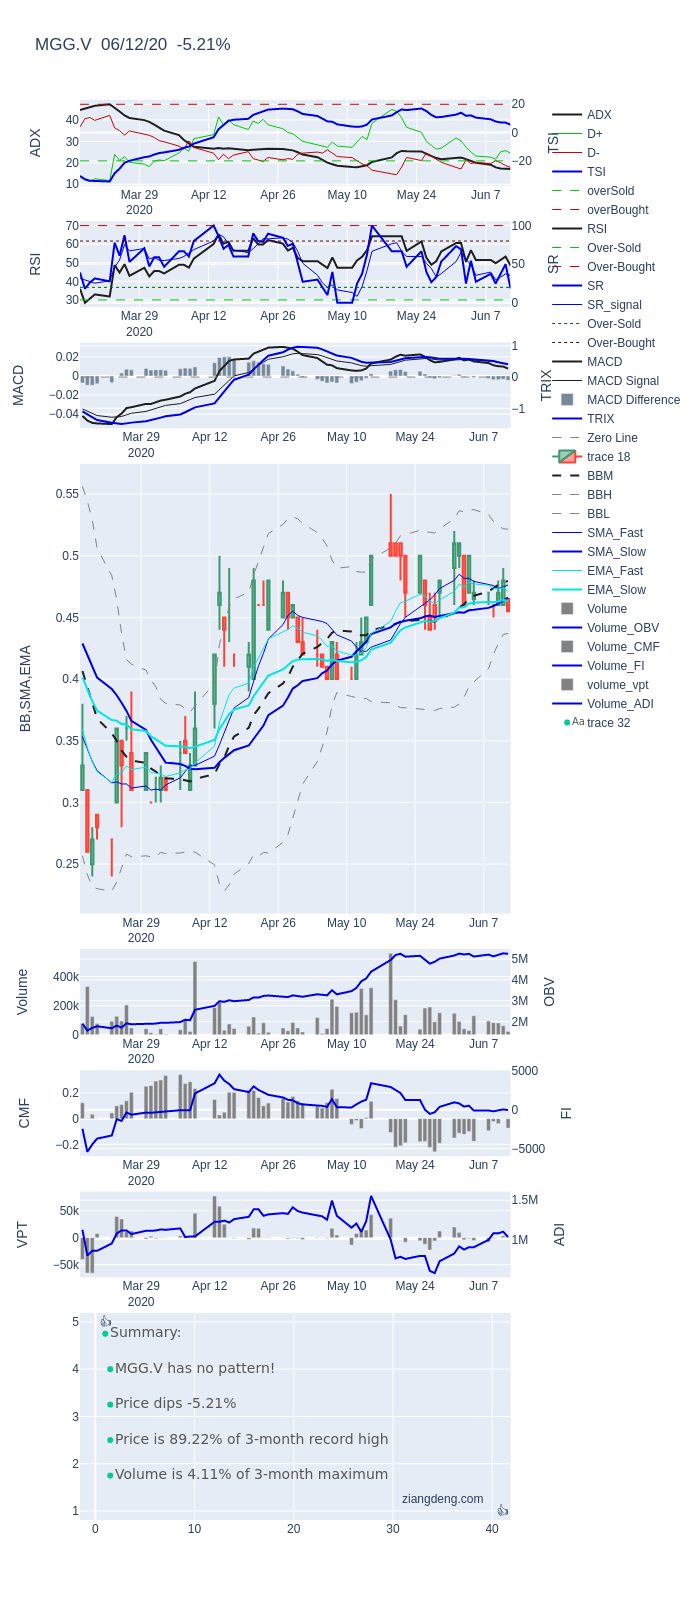 MGG.V 06/12/20 -5.21%
ADX
40
30
20
10
20
0
−20
TSI
Mar 29
2020
Apr 12
Apr 26
May 10
May 24
Jun 7
RSI
70
60
50
40
30
100
50
0
SR
Mar 29
2020
Apr 12
Apr 26
May 10
May 24
Jun 7
MACD
0.02
0
−0.02
−0.04
1
0
−1
TRIX
Mar 29
2020
Apr 12
Apr 26
May 10
May 24
Jun 7
BB,SMA,EMA
0.55
0.5
0.45
0.4
0.35
0.3
0.25
Mar 29
2020
Apr 12
Apr 26
May 10
May 24
Jun 7
Volume
400k
200k
0
5M
4M
3M
2M
OBV
Mar 29
2020
Apr 12
Apr 26
May 10
May 24
Jun 7
CMF
0.2
0
−0.2
5000
0
−5000
FI
Mar 29
2020
Apr 12
Apr 26
May 10
May 24
Jun 7
VPT
50k
0
−50k
1.5M
1M
ADI
Mar 29
2020
Apr 12
Apr 26
May 10
May 24
Jun 7
5
4
3
2
1
Summary:
MGG.V has no pattern!
Price dips -5.21%
Price is 89.22% of 3-month record high
Volume is 4.11% of 3-month maximum
ziangdeng.com
0
10
20
30
40
ADX
D+
D-
TSI
overSold
overBought
RSI
Over-Sold
Over-Bought
SR
SR_signal
Over-Sold
Over-Bought
MACD
MACD Signal
MACD Difference
TRIX
Zero Line
trace 18
BBM
BBH
BBL
SMA_Fast
SMA_Slow
EMA_Fast
EMA_Slow
Volume
Volume_OBV
Volume_CMF
Volume_FI
volume_vpt
Volume_ADI
Aa trace 32